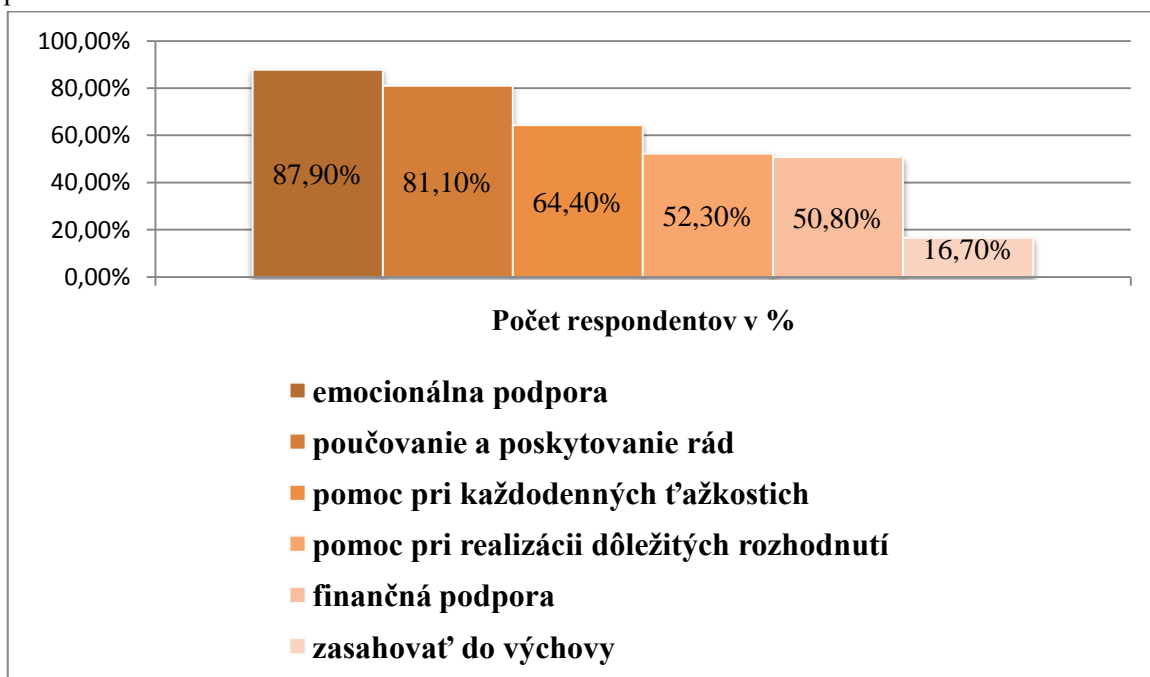 100,00%
80,00%
60,00%
40,00%
20,00%
0,00%
87,90%
81,10%
64,40%
52,30%
50,80%
16,70%
Počet respondentov v %
emocionálna podpora
poučovanie a poskytovanie rád
pomoc pri každodenných ťažkostich
pomoc pri realizácii dôležitých rozhodnutí
finančná podpora
zasahovať do výchovy